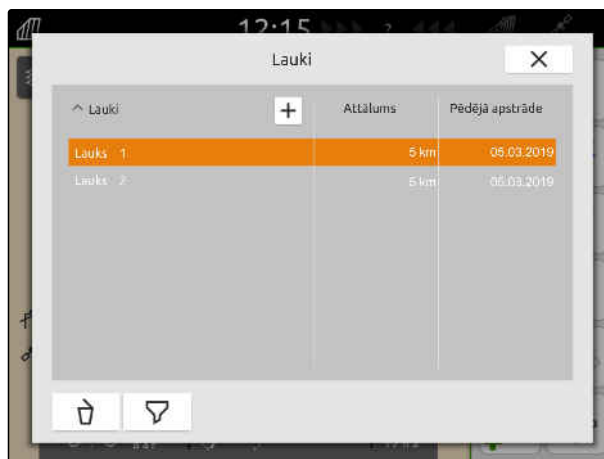 12:15
?
Lauki
Lauki Attālums Pēdējā apstrāde
Lauks 1 5 km 05.03.2019
Lauks 2 5 km 05.03.2019